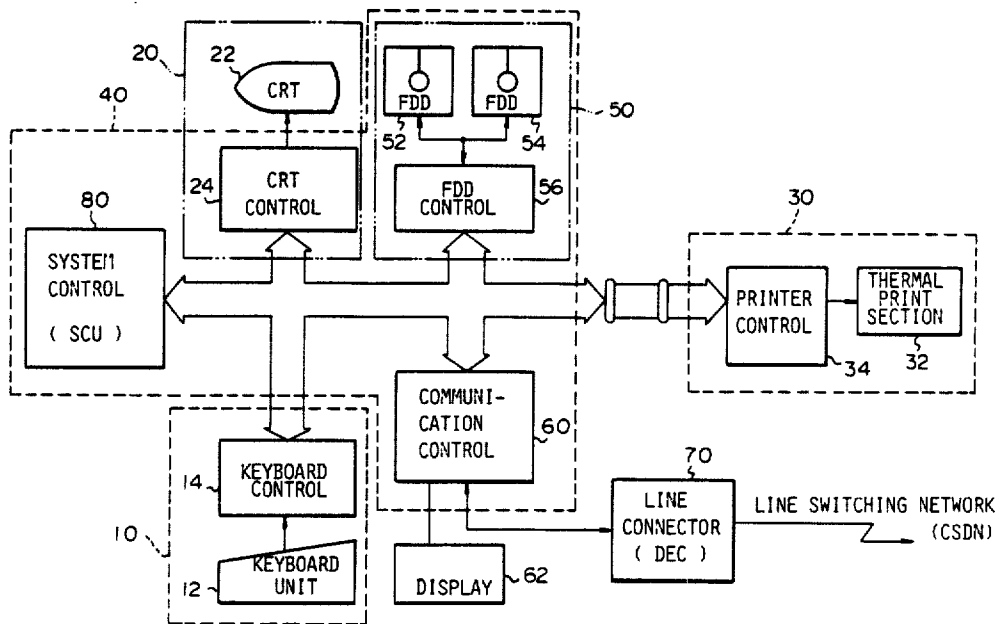 20
22
CRT
40
24
CRT
CONTROL
FDD
52
FDD
54
50
FDD
CONTROL
56
80
SYSTEM
CONTROL
( SCU )
30
PRINTER
CONTROL
34
THERMAL
PRINT
SECTION
32
COMMUNI-
CATION
CONTROL
60
14
KEYBOARD
CONTROL
10
12
KEYBOARD
UNIT
DISPLAY
62
70
LINE
CONNECTOR
( DEC )
LINE SWITCHING NETWORK
(CSDN)